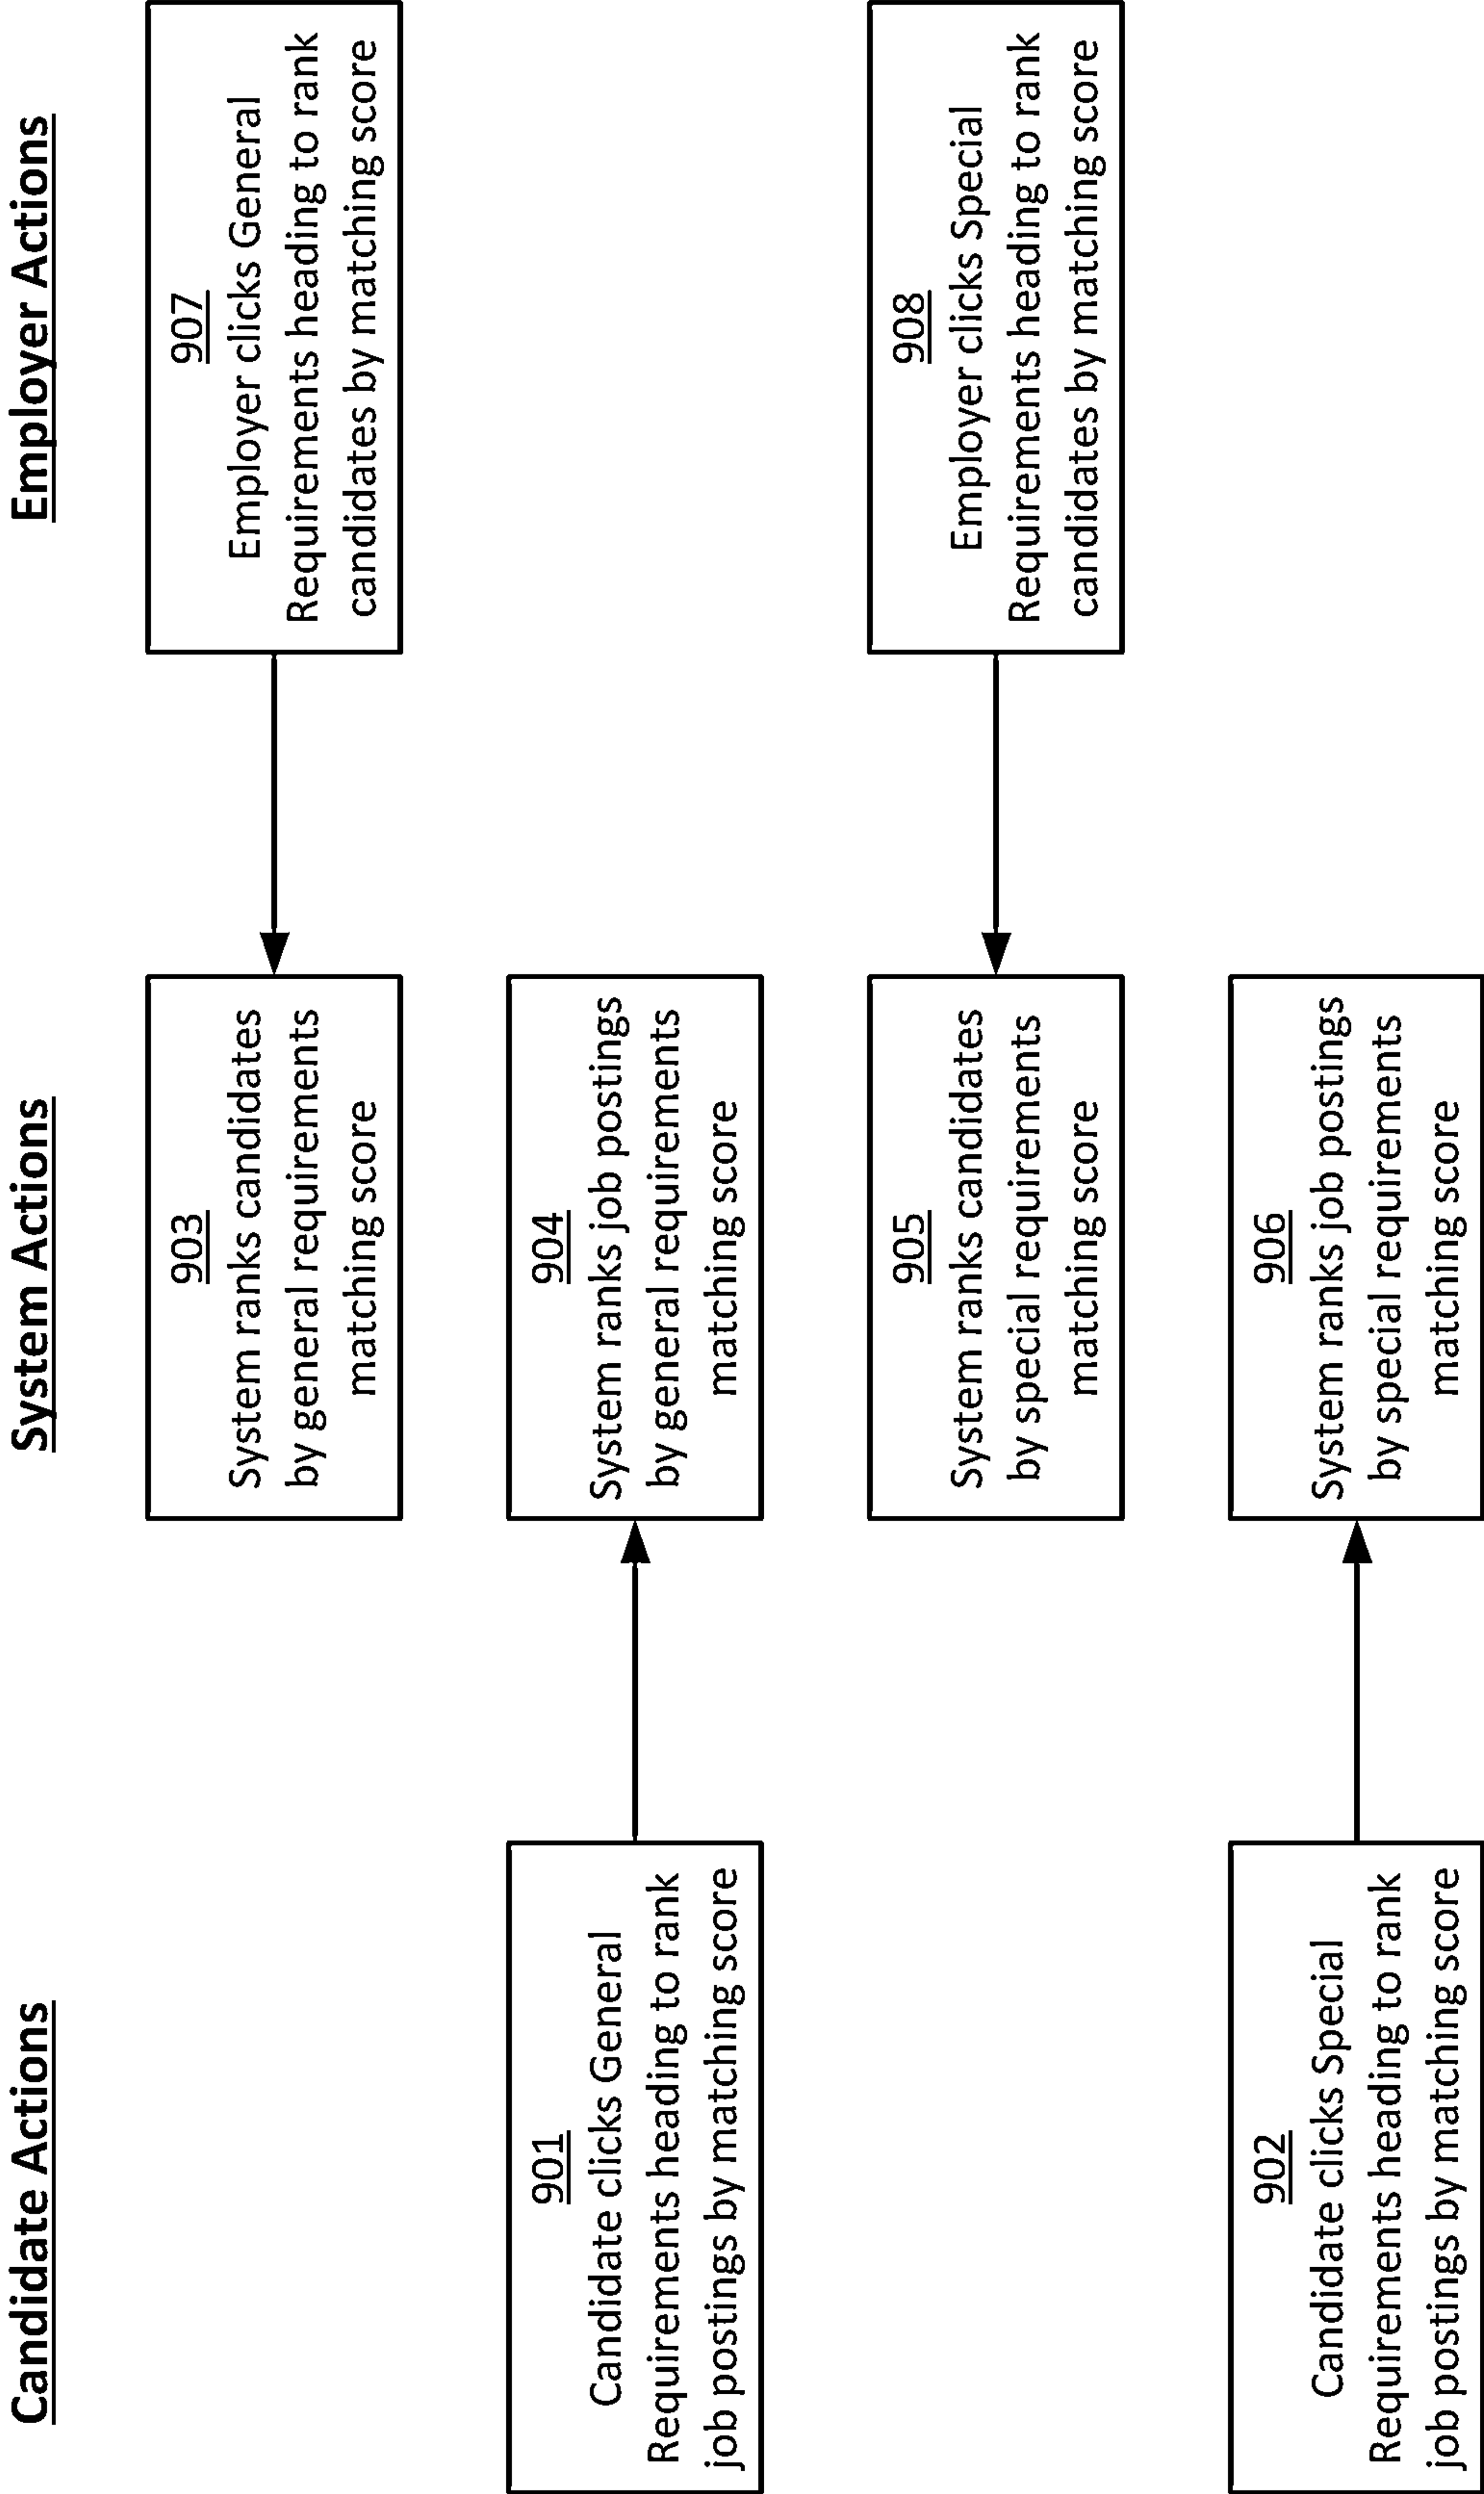 Candidate Actions
System Actions
Employer Actions
903
System ranks candidates
by general requirements
matching score
907
Employer clicks General
Requirements heading to rank
candidates by matching score
901
Candidate clicks General
Requirements heading to rank
job postings by matching score
904
System ranks job postings
by general requirements
matching score
905
System ranks candidates
by special requirements
matching score
908
Employer clicks Special
Requirements heading to rank
candidates by matching score
902
Candidate clicks Special
Requirements heading to rank
job postings by matching score
906
System ranks job postings
by special requirements
matching score